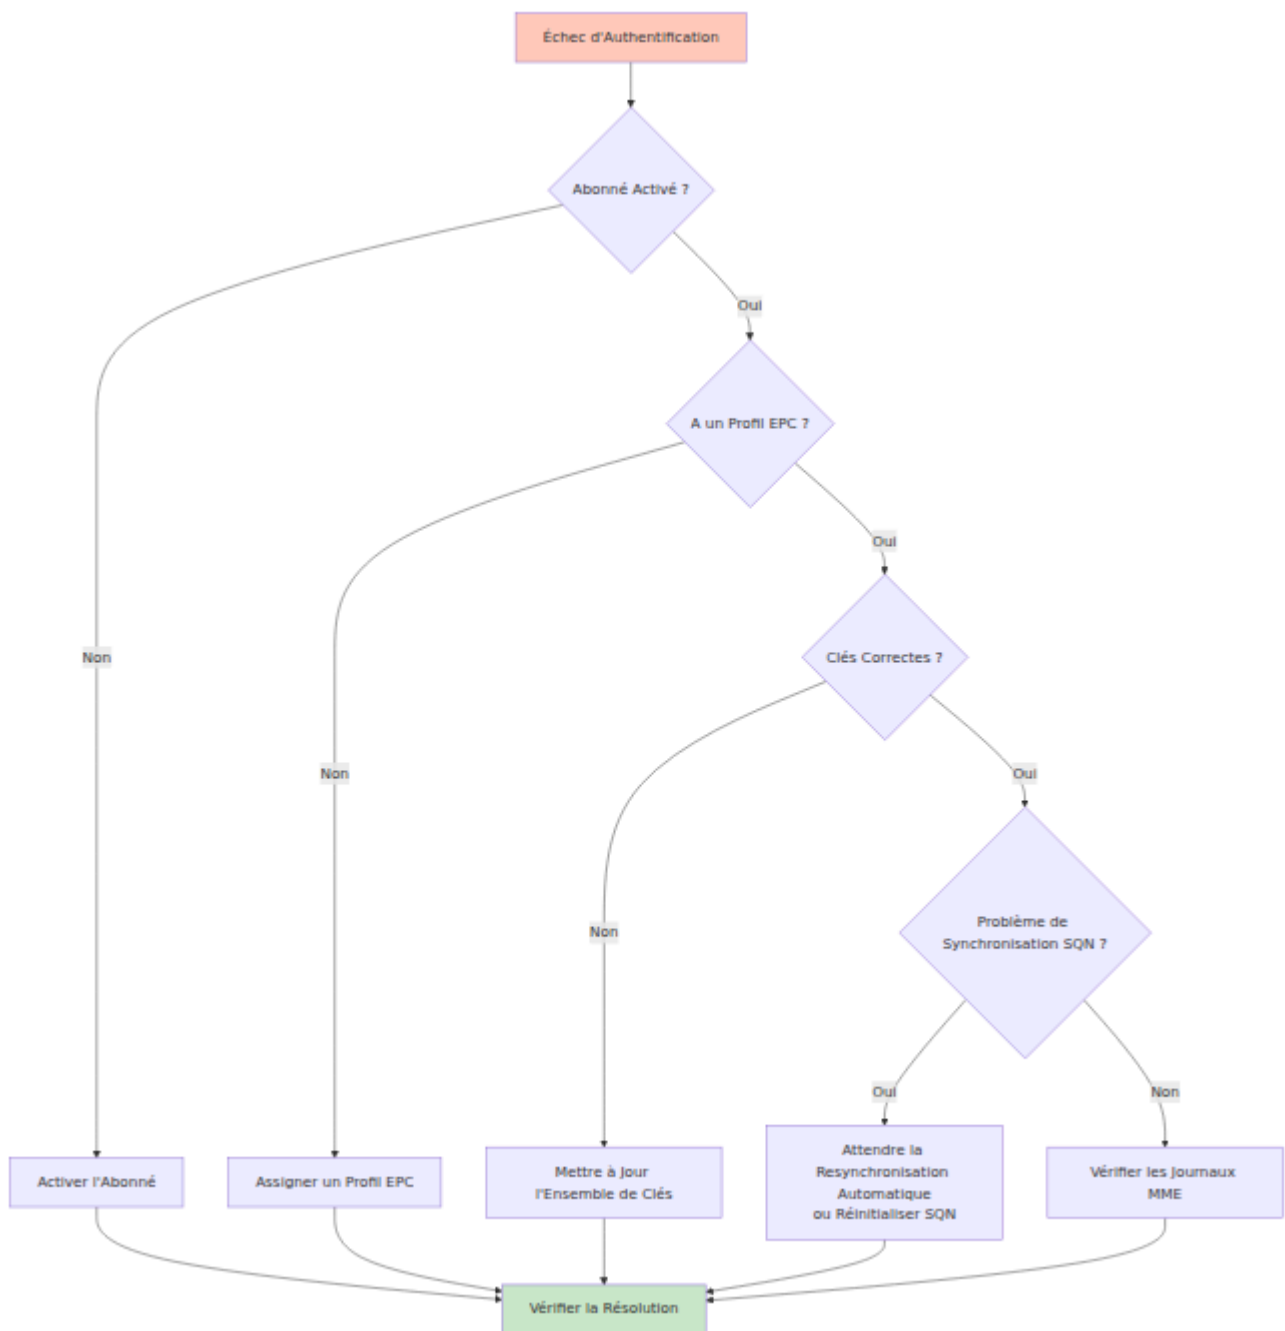 Échec d'Authentification
Abonné Activé ?
Oui
A un Profil EPC ?
Oui
Clés Correctes ?
Non
Non
Oui
Problème de
Synchronisation SQN ?
Non
Oui
Non
Activer l'Abonné
Assigner un Profil EPC
Mettre à Jour
l'Ensemble de Clés
Attendre la
Resynchronisation
Automatique
ou Réinitialiser SQN
Vérifier les Journaux
MME
Vérifier la Résolution